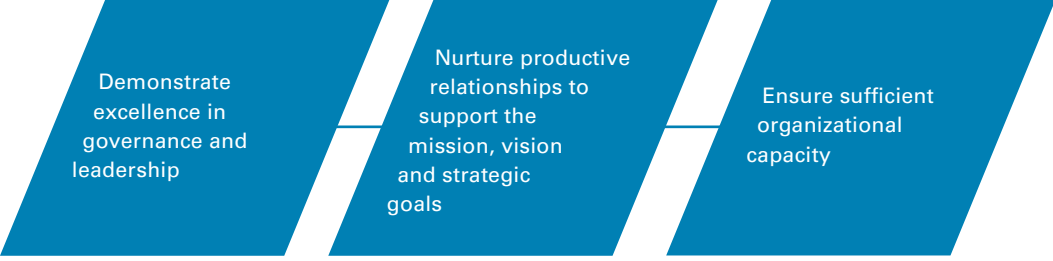 Demonstrate
excellence in
governance and
leadership
Nurture productive
relationships to
support the
mission, vision
and strategic
goals
Ensure sufficient
organizational
capacity